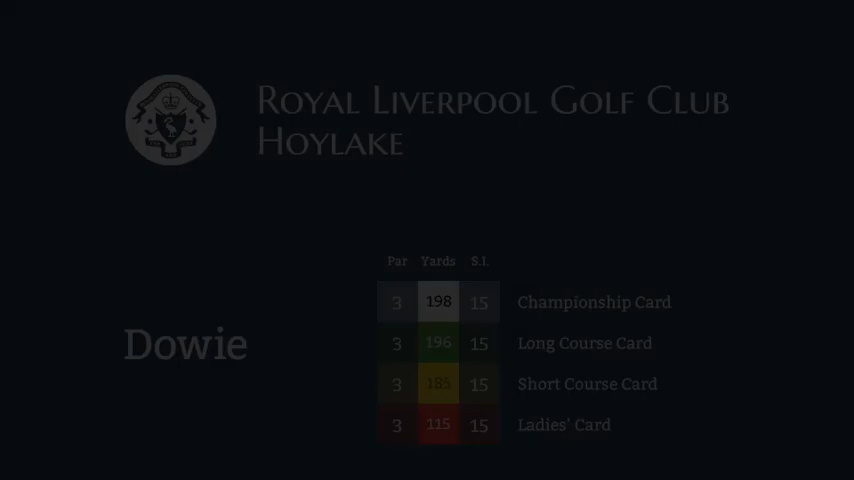 Royal Liverpool Golf Club
Hoylake
Par Yards S.I.
3 198 15 Championship Card
Dowie
3 196 15 Long Course Card
3 185 15 Short Course Card
3 115 15 Ladies' Card